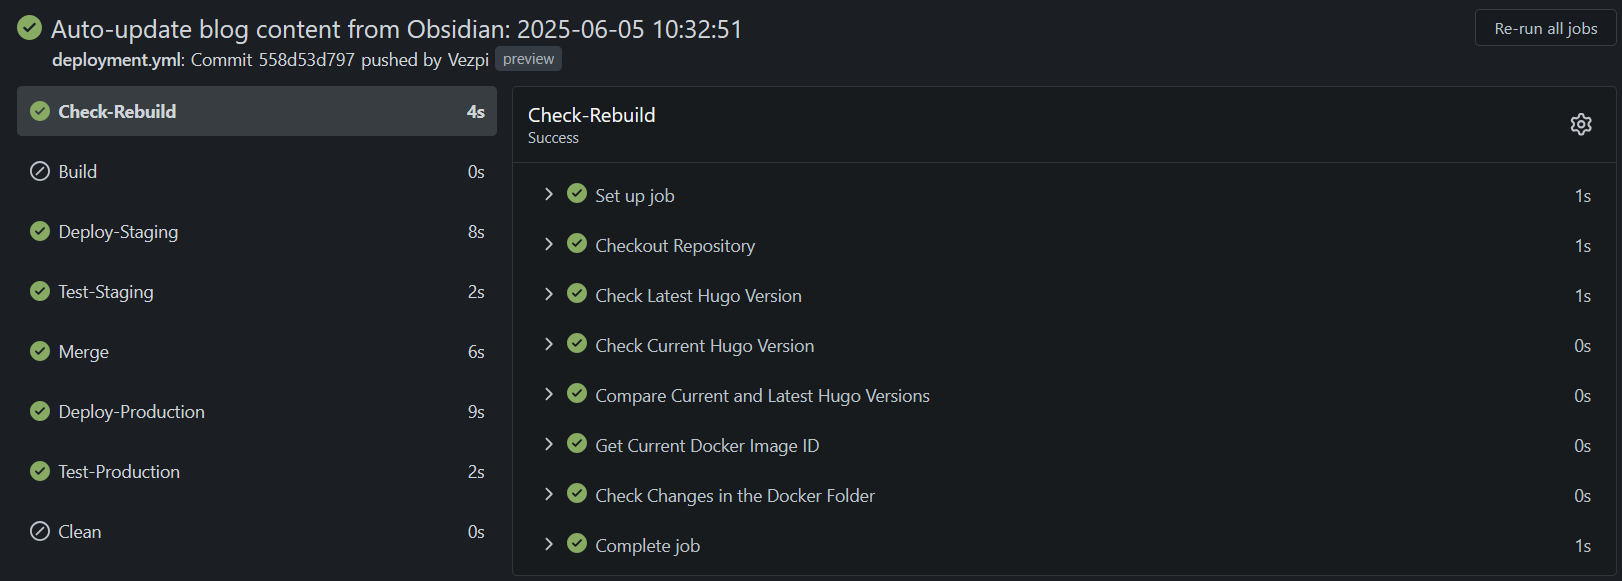 Auto-update blog content from Obsidian: 2025-06-05 10:32:51
Re-run all jobs
deployment.yml: Commit 558d53d797 pushed by Vezpi preview
Check-Rebuild 4s
Build 0s
Deploy-Staging 8s
Test-Staging 2s
Merge 6s
Deploy-Production 9s
Test-Production 2s
Clean 0s
Check-Rebuild
Success
Set up job 1s
Checkout Repository 1s
Check Latest Hugo Version 1s
Check Current Hugo Version 0s
Compare Current and Latest Hugo Versions 0s
Get Current Docker Image ID 0s
Check Changes in the Docker Folder 0s
Complete job 1s